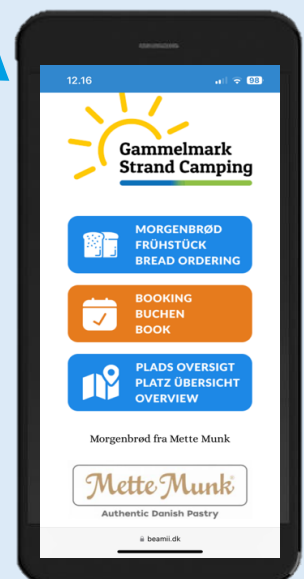 12.16
98
Gammelmark
Strand Camping
MORGENBRØD
FRÜHSTÜCK
BREAD ORDERING
BOOKING
BUCHEN
BOOK
PLADS OVERSIGT
PLATZ ÜBERSICHT
OVERVIEW
Morgenbrød fra Mette Munk
Mette Munk®
Authentic Danish Pastry
beamii.dk